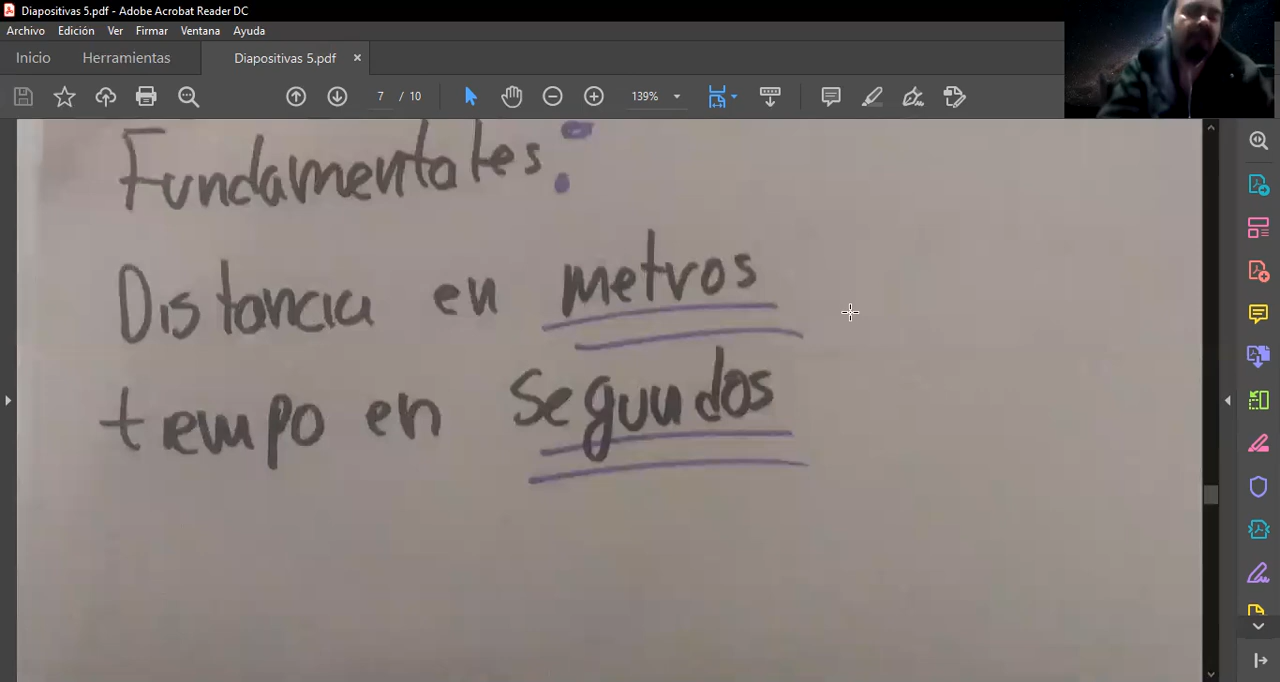 Diapositivas 5.pdf - Adobe Acrobat Reader DC
Archivo Edición Ver Firmar Ventana Ayuda
Inicio Herramientas Diapositivas 5.pdf ×
7 / 10 139%
Fundamentales:
Distancia en metros
tempo en segundos